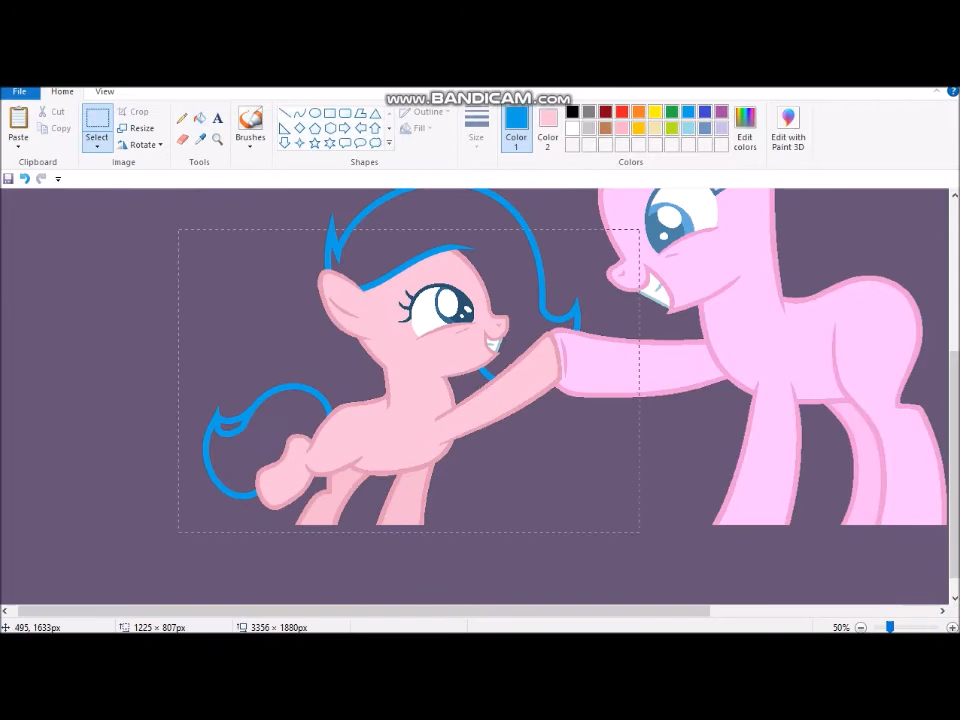 www.BANDICAM.com
File Home View
Cut Crop Outline
Copy Resize Fill
Paste Select Rotate Brushes Size Color 1 Color 2 Edit colors Edit with Paint 3D
Clipboard Image Tools Shapes Colors
495, 1633px 1225 × 807px 3356 × 1880px 50%